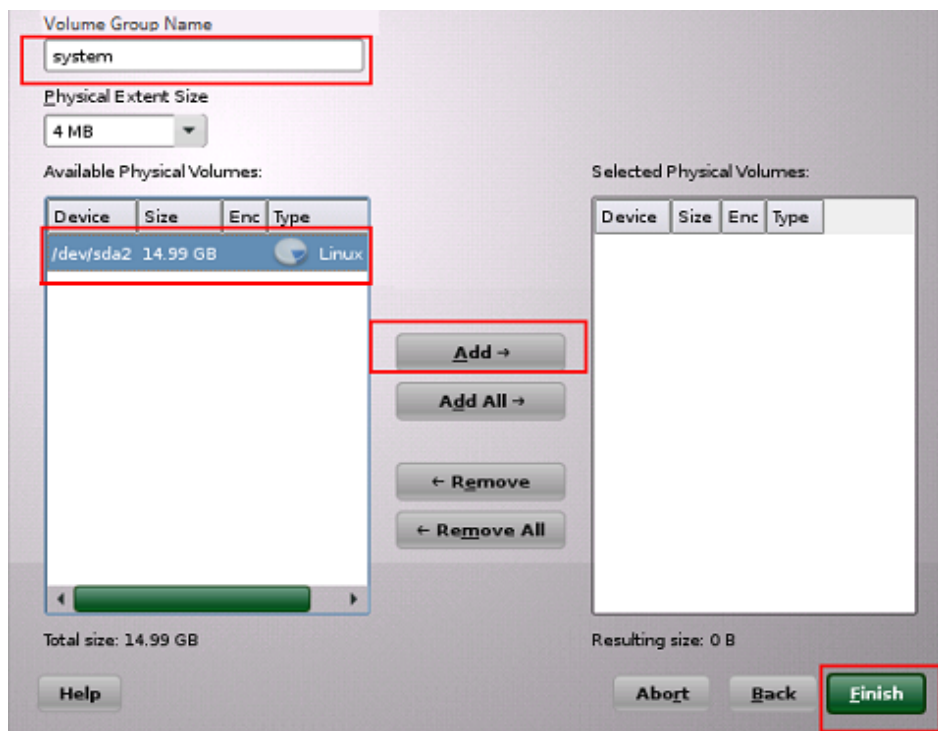 Volume Group Name
system
Physical Extent Size
4 MB
Available Physical Volumes:
Device Size Enc Type
/dev/sda2 14.99 GB Linux
Total size: 14.99 GB
Add →
Add All →
← Remove
← Remove All
Selected Physical Volumes:
Device Size Enc Type
Resulting size: 0 B
Help
Abort
Back
Finish